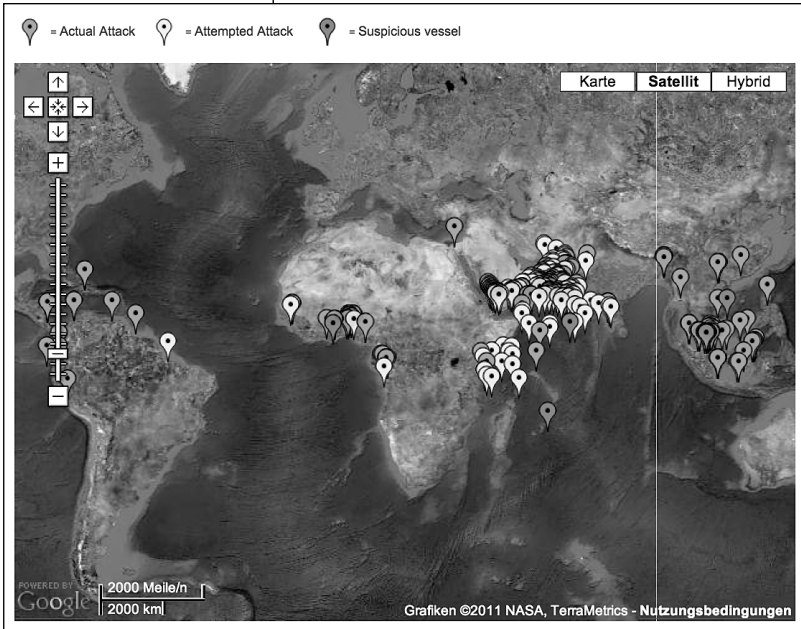 = Actual Attack = Attempted Attack = Suspicious vessel
Karte Satellit Hybrid
POWERED BY
Google
2000 Meile/n
2000 km
Grafiken ©2011 NASA, TerraMetrics - Nutzungsbedingungen